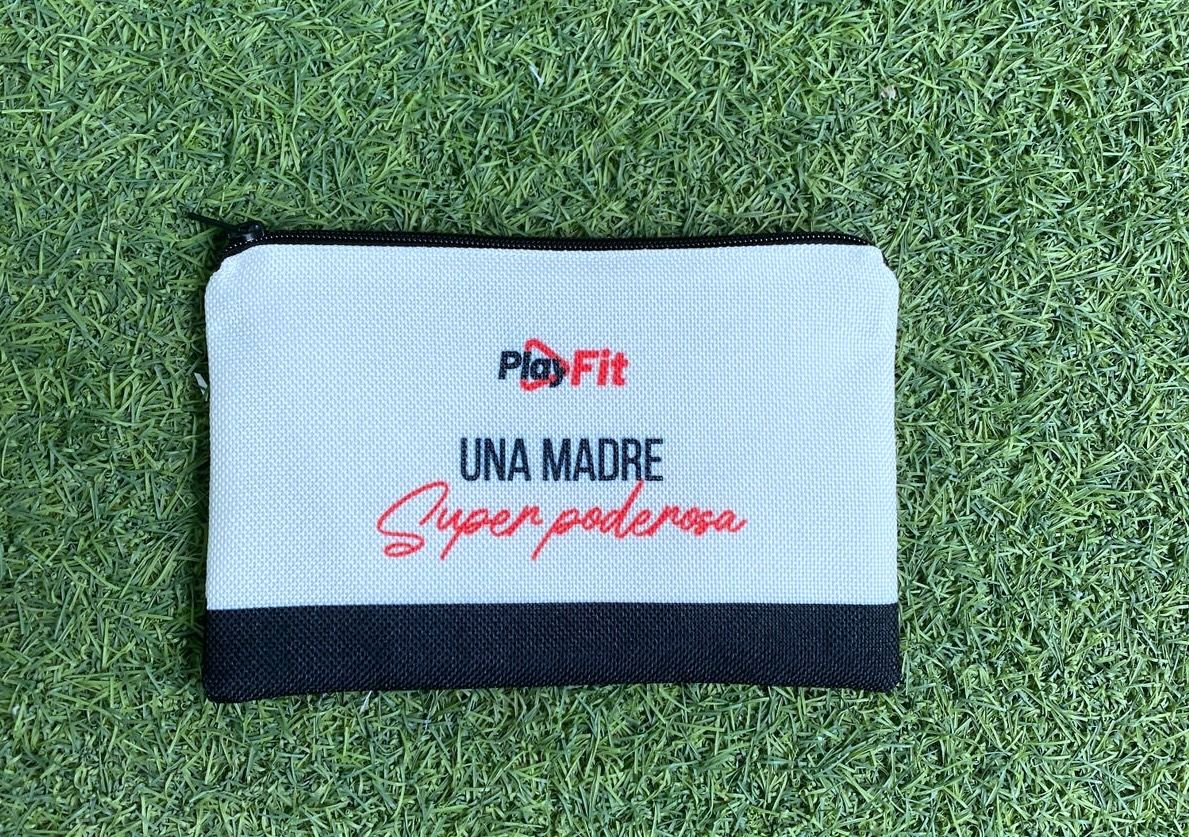 PlayFit
UNA MADRE
Super poderosa